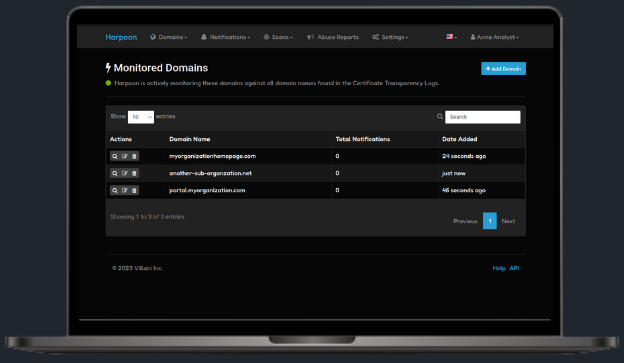 Harpoon Domains Notifications Scans Abuse Reports Settings Anna Analyst
Monitored Domains
+ Add Domain
Harpoon is actively monitoring these domains against all domain names found in the Certificate Transparency Logs.
Show 10 entries Search
Actions Domain Name Total Notifications Date Added
myorganizationhomepage.com 0 24 seconds ago
another-sub-organzation.net 0 just now
portal.myorganization.com 0 46 seconds ago
Showing 1 to 3 of 3 entries
Previous 1 Next
© 2023 Villain Inc. Help API